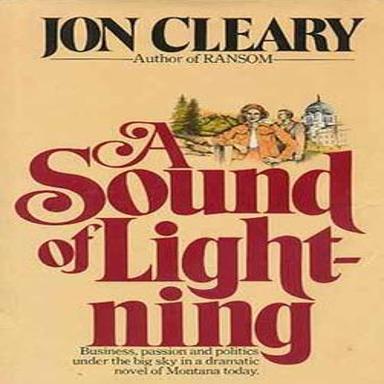 JON CLEARY
Author of RANSOM
A
Sound
of Light-
ning
Business, passion and politics
under the big sky in a dramatic
novel of Montana today.